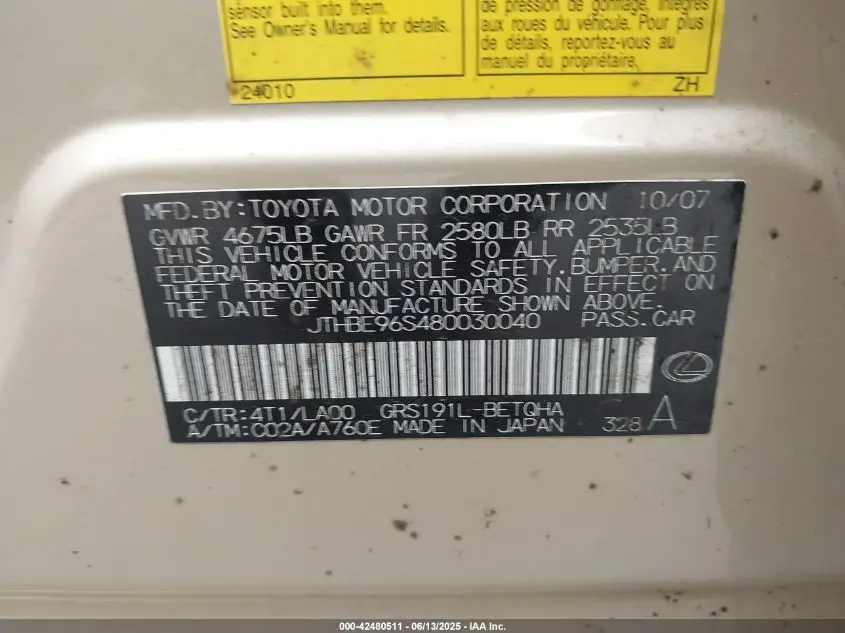 sensor built into them.
See Owner's Manual for details.
24010
de pression de gonflage, intégrés
aux roues du véhicule. Pour plus
de détails, reportez-vous au
manuel du propriétaire.
ZH
MFD.BY:TOYOTA MOTOR CORPORATION 10/07
GVWR 4675LB GAWR FR 2580LB RR 2535LB
THIS VEHICLE CONFORMS TO ALL APPLICABLE
FEDERAL MOTOR VEHICLE SAFETY,BUMPER,AND
THEFT PREVENTION STANDARDS IN EFFECT ON
THE DATE OF MANUFACTURE SHOWN ABOVE.
JTHBE96S480030040 PASS.CAR
C/TR:4T1/LA00 GRS191L-BETQHA
A/TM:C02A/A760E MADE IN JAPAN 328 A
000-42480511 - 06/13/2025 - IAA Inc.